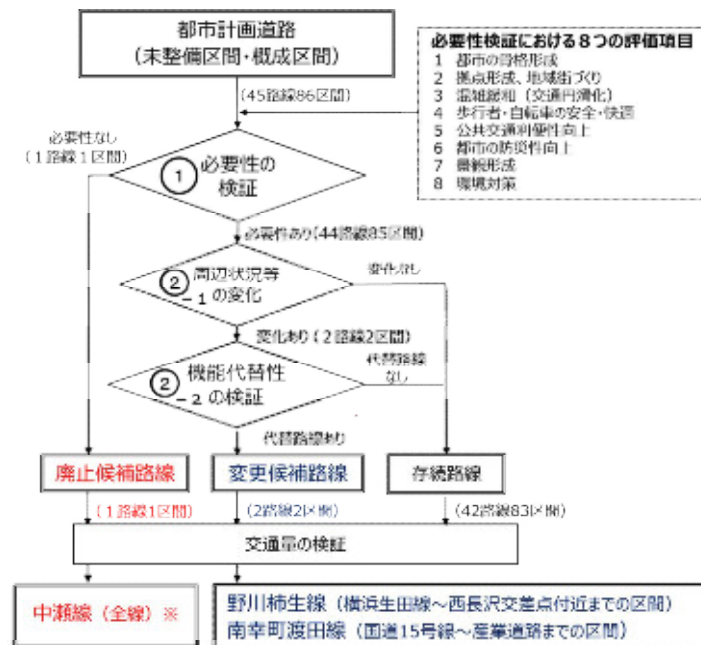 都市計画道路
(未整備区間・概成区間)
必要性検証における８つの評価項目
1 都市の骨格形成
2 拠点形成、地域街づくり
3 混雑緩和（交通円滑化）
4 歩行者・自転車の安全・快適
5 公共交通利便性向上
6 都市の防災性向上
7 景観形成
8 環境対策
(45路線86区間)
必要性なし
(１路線１区間)
① 必要性の
検証
必要性あり(44路線85区間)
② 周辺状況等
－1 の変化
変化なし
変化あり(２路線2区間)
② 機能代替性
－2 の検証
代替路線
なし
代替路線あり
廃止候補路線
変更候補路線
存続路線
(１路線1区間)
(2路線2区間)
(42路線83区間)
交通量の検証
中瀬線（全線）※
野川柿生線（横浜生田線～西長沢交差点付近までの区間）
南幸町渡田線（国道15号線～産業道路までの区間）